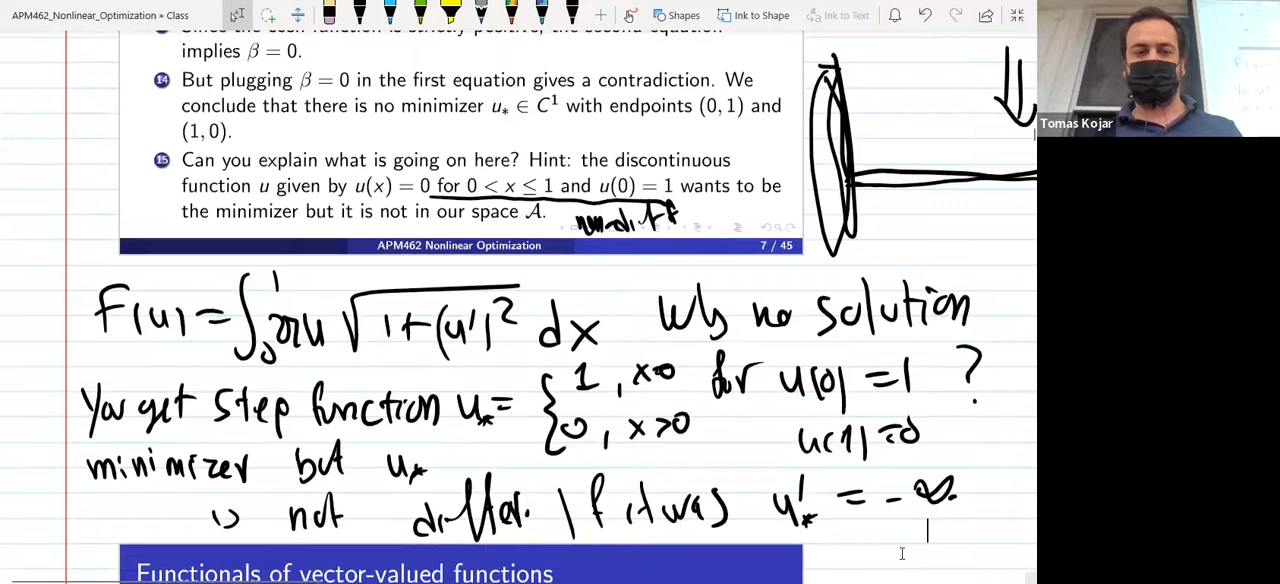 APM462_Nonlinear_Optimization » Class
Shapes
Ink to Shape
Ink to Text
implies β = 0.
14 But plugging β = 0 in the first equation gives a contradiction. We
conclude that there is no minimizer u∗ ∈ C¹ with endpoints (0, 1) and
(1, 0).
15 Can you explain what is going on here? Hint: the discontinuous
function u given by u(x) = 0 for 0 < x ≤ 1 and u(0) = 1 wants to be
the minimizer but it is not in our space 𝒜.
non-diff
APM462 Nonlinear Optimization 7 / 45
Tomas Kojar
F(u) = ∫₀¹ 2πu √(1+(u')²) dx Why no solution
for u(0) = 1 ?
u(1) = 0
You get step function u∗ = { 1, x=0
0, x>0
minimizer but u∗
is not differ. If it was u∗' = -∞.
Functionals of vector-valued functions